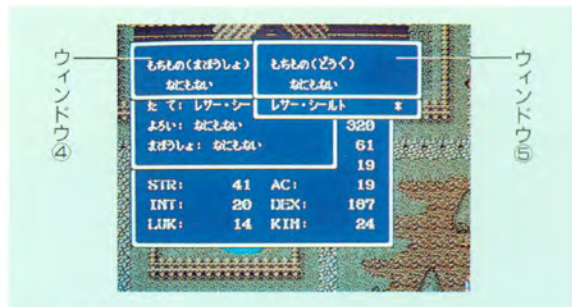 ウィンドウ④
ウィンドウ⑤
もちもの(まほうしょ)
なにもない
もちもの(どうぐ)
なにもない
たて: レザー・シー
レザー・シールド *
よろい: なにもない
320
まほうしょ: なにもない
61
19
STR: 41 AC: 19
INT: 20 DEX: 187
LUK: 14 KIM: 24